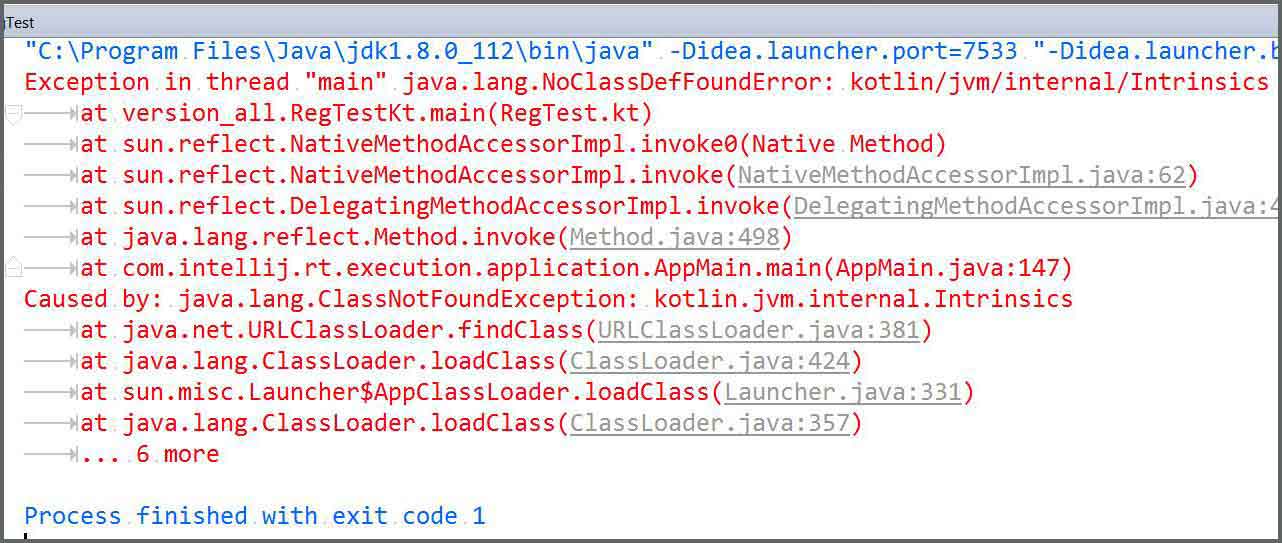 gTest
"C:\Program Files\Java\jdk1.8.0_112\bin\java" -Didea.launcher.port=7533 "-Didea.launcher.b
Exception in thread "main" java.lang.NoClassDefFoundError: kotlin/jvm/internal/Intrinsics
at version_all.RegTestKt.main(RegTest.kt)
at sun.reflect.NativeMethodAccessorImpl.invoke0(Native Method)
at sun.reflect.NativeMethodAccessorImpl.invoke(NativeMethodAccessorImpl.java:62)
at sun.reflect.DelegatingMethodAccessorImpl.invoke(DelegatingMethodAccessorImpl.java:4
at java.lang.reflect.Method.invoke(Method.java:498)
at com.intellij.rt.execution.application.AppMain.main(AppMain.java:147)
Caused by: java.lang.ClassNotFoundException: kotlin.jvm.internal.Intrinsics
at java.net.URLClassLoader.findClass(URLClassLoader.java:381)
at java.lang.ClassLoader.loadClass(ClassLoader.java:424)
at sun.misc.Launcher$AppClassLoader.loadClass(Launcher.java:331)
at java.lang.ClassLoader.loadClass(ClassLoader.java:357)
... 6 more
Process finished with exit code 1